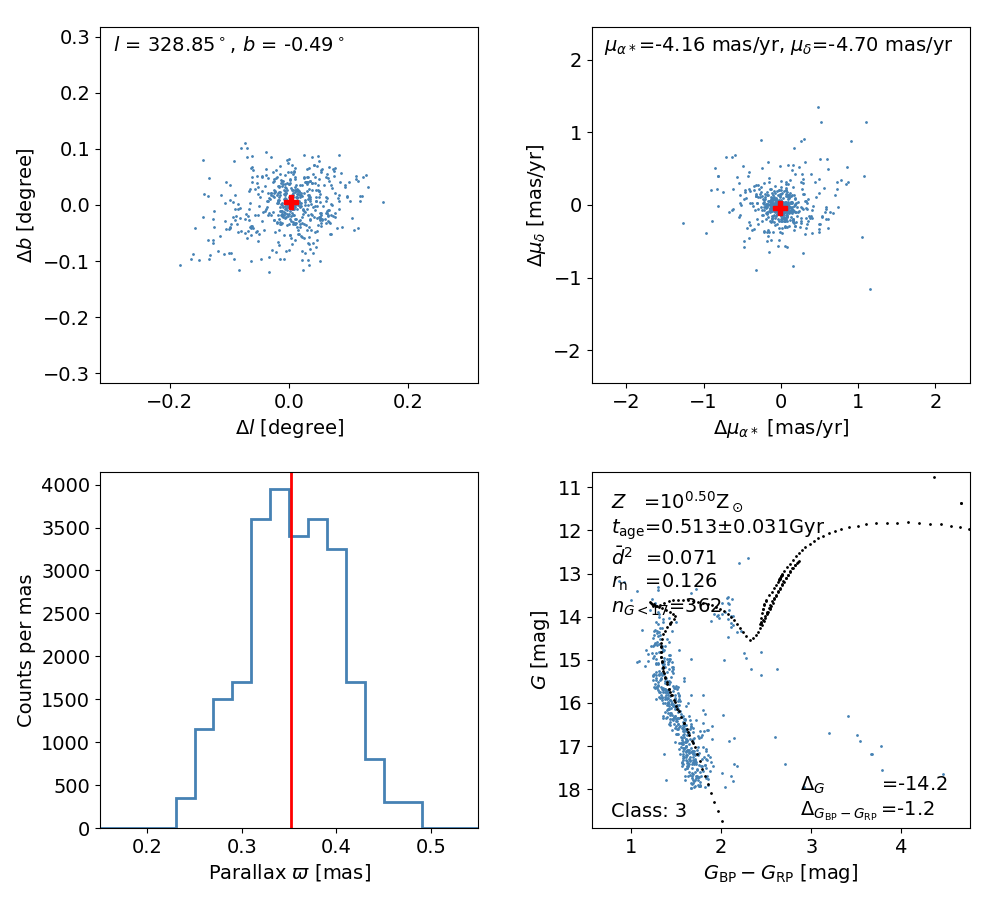 l = 328.85°, b = -0.49°
0.3
0.2
0.1
0.0
−0.1
−0.2
−0.3
Δb [degree]
−0.2 0.0 0.2
Δl [degree]
μα*=-4.16 mas/yr, μδ=-4.70 mas/yr
2
1
0
−1
−2
Δμδ [mas/yr]
−2 −1 0 1 2
Δμα* [mas/yr]
4000
3500
3000
2500
2000
1500
1000
500
0
Counts per mas
0.2 0.3 0.4 0.5
Parallax ϖ [mas]
11
12
13
14
15
16
17
18
G [mag]
Z =10^0.50 Z⊙
t_age=0.513±0.031Gyr
d̄² =0.071
r_n =0.126
n_G<17=362
Δ_G =-14.2
Δ_GBP−GRP =-1.2
Class: 3
1 2 3 4
G_BP − G_RP [mag]